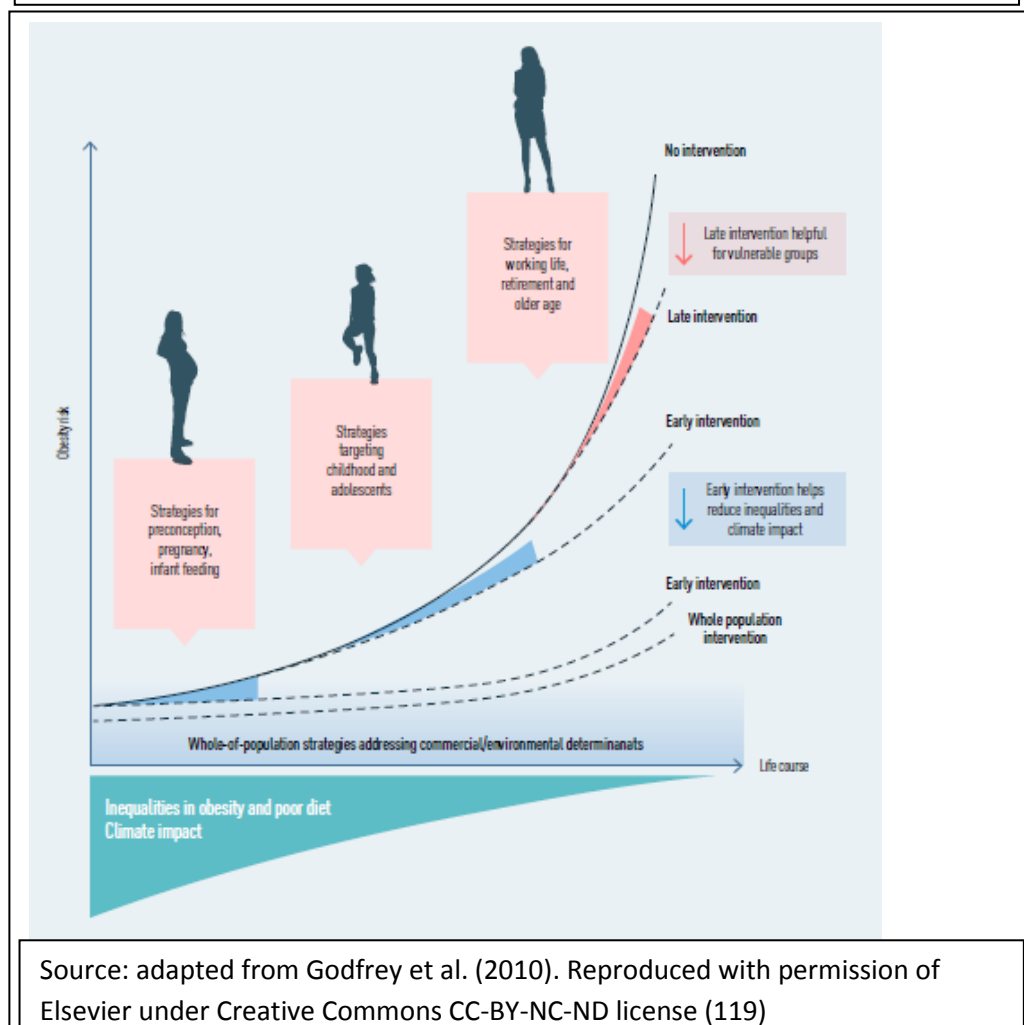 No intervention
Late intervention helpful
for vulnerable groups
Strategies for
working life,
retirement and
older age
Late intervention
Obesity risk
Strategies
targeting
childhood and
adolescents
Early intervention
Early intervention helps
reduce inequalities and
climate impact
Strategies for
preconception,
pregnancy,
infant feeding
Early intervention
Whole population
intervention
Whole-of-population strategies addressing commercial/environmental determinanats
Life course
Inequalities in obesity and poor diet
Climate impact
Source: adapted from Godfrey et al. (2010). Reproduced with permission of
Elsevier under Creative Commons CC-BY-NC-ND license (119)